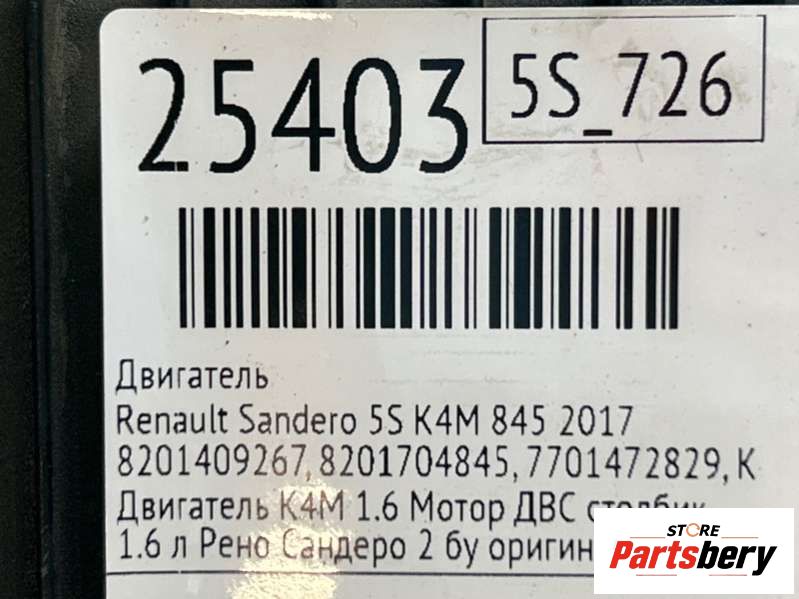 25403
5S_726
Двигатель
Renault Sandero 5S K4M 845 2017
8201409267, 8201704845, 7701472829, K
Двигатель K4M 1.6 Мотор ДВС столбик
1.6 л Рено Сандеро 2 бу оригин
STORE
Partsbery